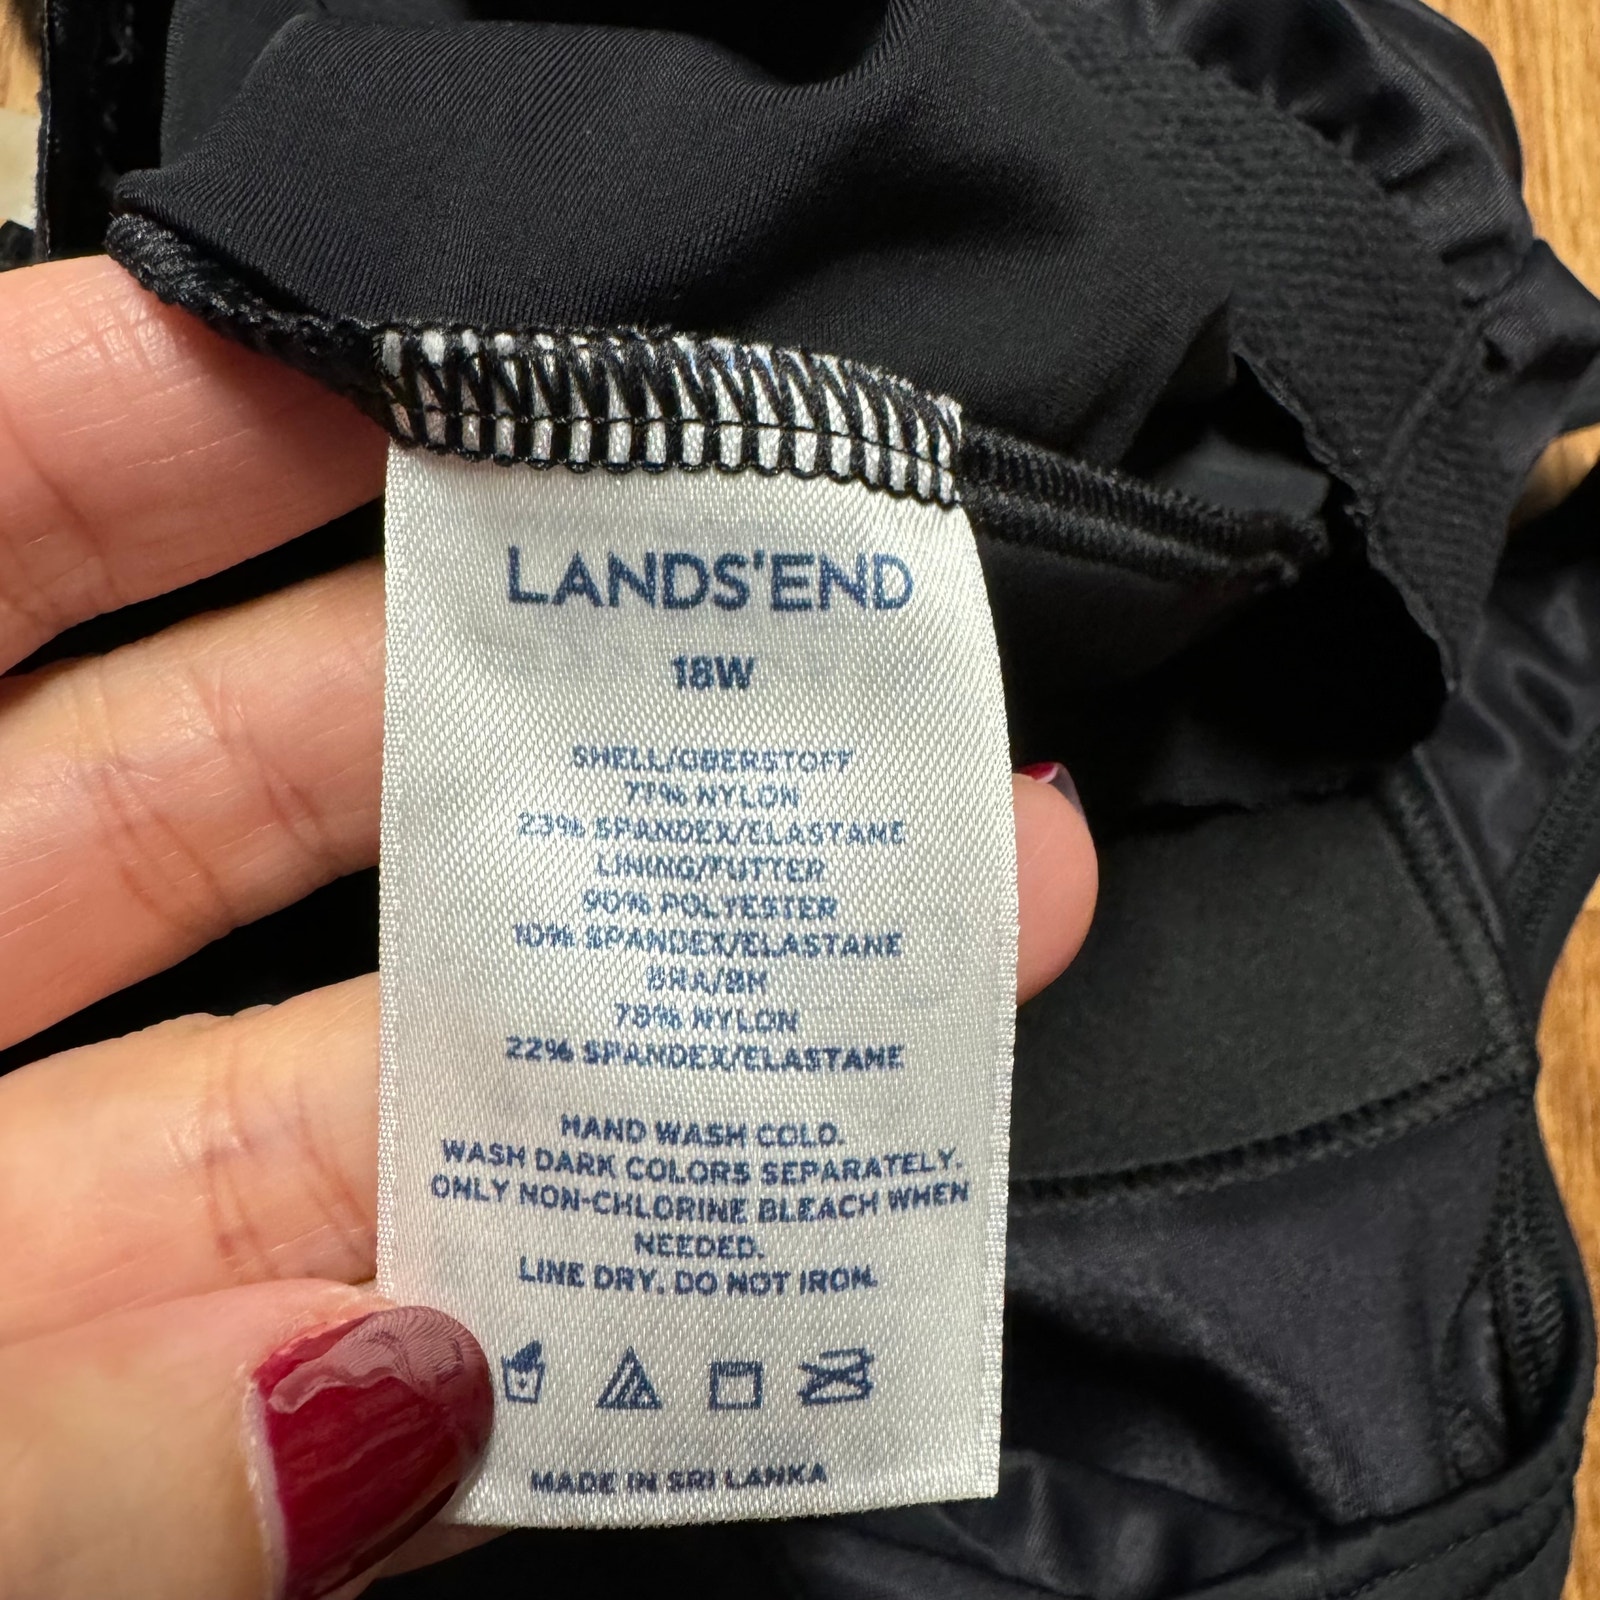 LANDS'END
18W
SHELL/OBERSTOFF
77% NYLON
23% SPANDEX/ELASTANE
LINING/FUTTER
90% POLYESTER
10% SPANDEX/ELASTANE
BRA/BH
78% NYLON
22% SPANDEX/ELASTANE
HAND WASH COLD.
WASH DARK COLORS SEPARATELY.
ONLY NON-CHLORINE BLEACH WHEN
NEEDED.
LINE DRY. DO NOT IRON.
MADE IN SRI LANKA